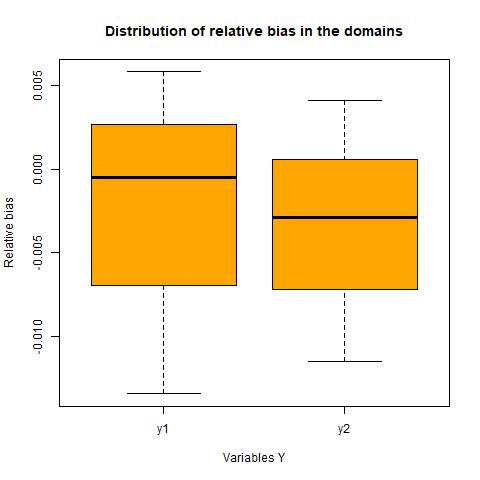 Distribution of relative bias in the domains
Relative bias
0.005
0.000
-0.005
-0.010
y1
y2
Variables Y